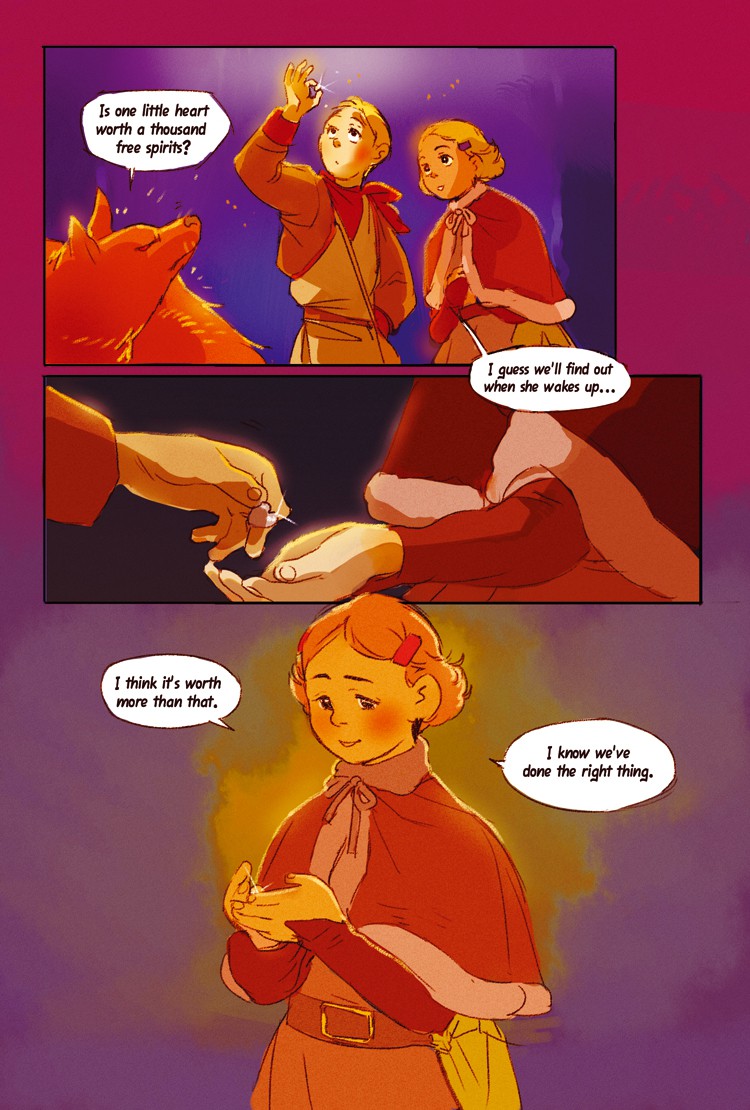 Is one little heart
worth a thousand
free spirits?
I guess we'll find out
when she wakes up...
I think it's worth
more than that.
I know we've
done the right thing.